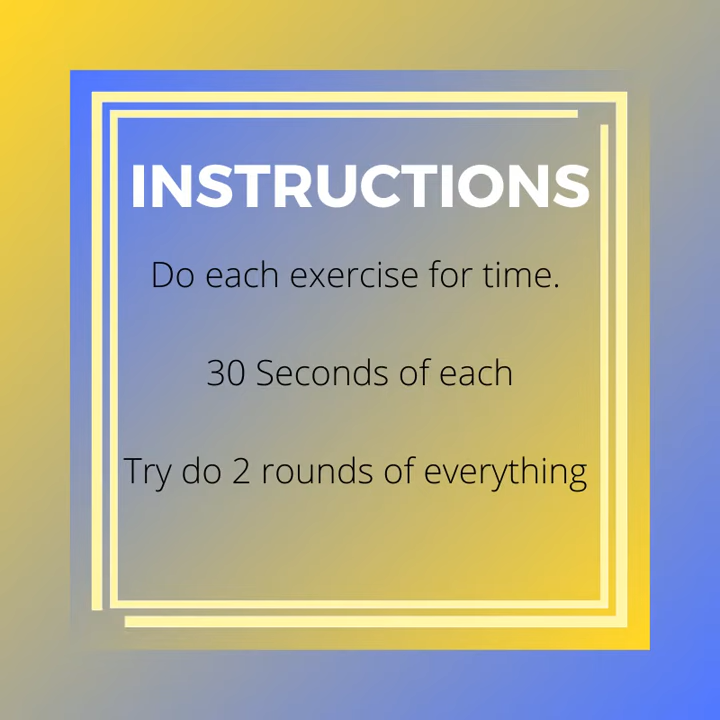 INSTRUCTIONS
Do each exercise for time.
30 Seconds of each
Try do 2 rounds of everything